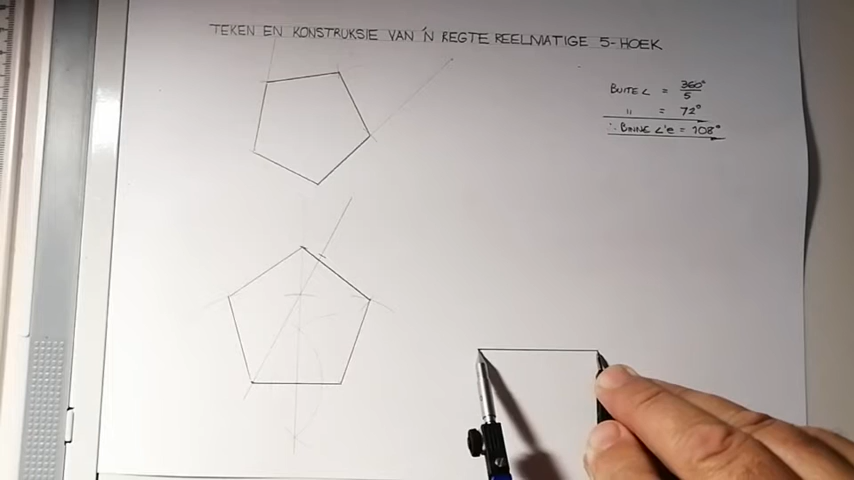 TEKEN EN KONSTRUKSIE VAN 'N REGTE REELMATIGE 5-HOEK
BUITE ∠ = 360°/5
" = 72°
∴ BINNE ∠'e = 108°